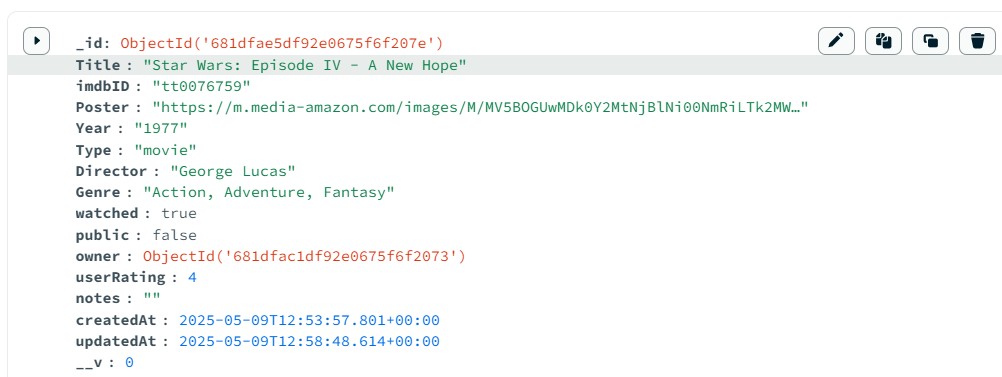 _id: ObjectId('681dfae5df92e0675f6f207e')
Title : "Star Wars: Episode IV - A New Hope"
imdbID : "tt0076759"
Poster : "https://m.media-amazon.com/images/M/MV5BOGUwMDk0Y2MtNjBlNi00NmRiLTk2MW…"
Year : "1977"
Type : "movie"
Director : "George Lucas"
Genre : "Action, Adventure, Fantasy"
watched : true
public : false
owner : ObjectId('681dfac1df92e0675f6f2073')
userRating : 4
notes : ""
createdAt : 2025-05-09T12:53:57.801+00:00
updatedAt : 2025-05-09T12:58:48.614+00:00
__v : 0